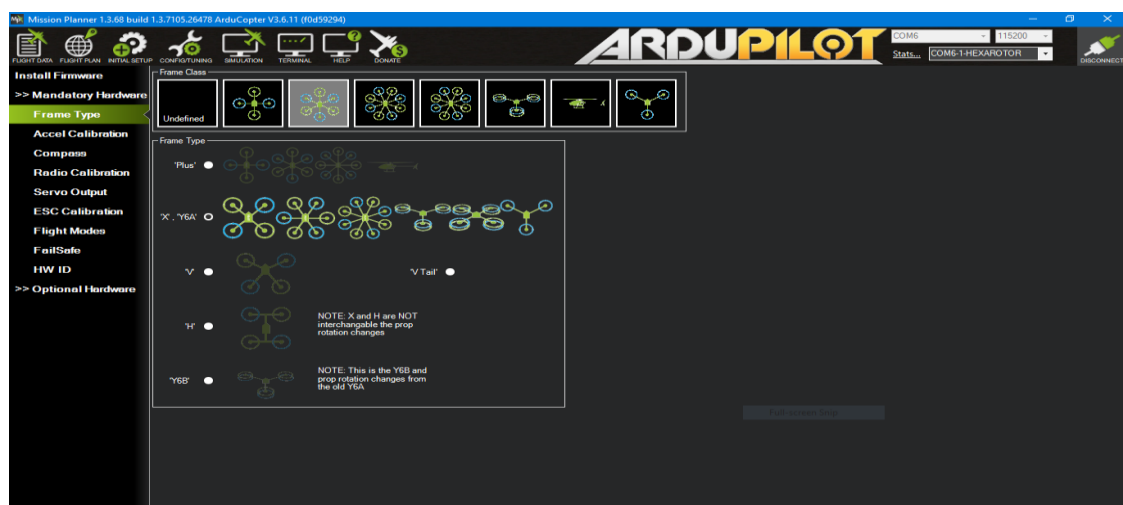 Mission Planner 1.3.68 build 1.3.7105.26478 ArduCopter V3.6.11 (f0d59294)
FLIGHT DATA FLIGHT PLAN INITIAL SETUP CONFIG/TUNING SIMULATION TERMINAL HELP DONATE
ARDUPILOT
COM6 115200
Stats... COM6-1-HEXAROTOR
DISCONNECT
Install Firmware
>> Mandatory Hardware
Frame Type
Accel Calibration
Compass
Radio Calibration
Servo Output
ESC Calibration
Flight Modes
FailSafe
HW ID
>> Optional Hardware
Frame Class
Undefined
Frame Type
'Plus'
'X', 'Y6A'
'V'
'V Tail'
'H'
NOTE: X and H are NOT
interchangable the prop
rotation changes
'Y6B'
NOTE: This is the Y6B and
prop rotation changes from
the old Y6A
Full-screen Snip